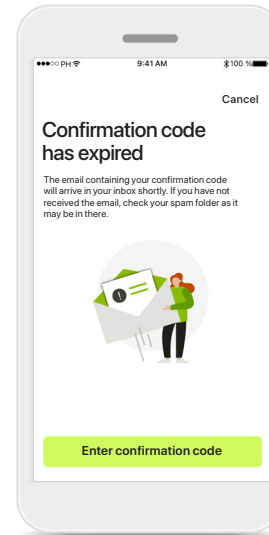 PH 9:41 AM 100 %
Cancel
Confirmation code
has expired
The email containing your confirmation code
will arrive in your inbox shortly. If you have not
received the email, check your spam folder as it
may be in there.
Enter confirmation code